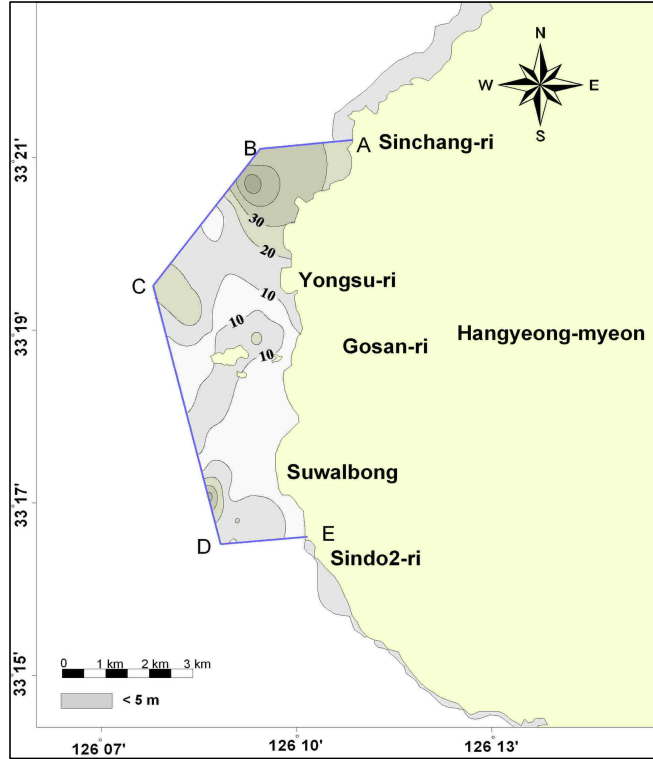 N
W
E
S
B
A
Sinchang-ri
33°21'
30
20
C
Yongsu-ri
10
10
33°19'
Hangyeong-myeon
Gosan-ri
10
Suwalbong
33°17'
E
D
Sindo2-ri
0 1 km 2 km 3 km
33°15'
< 5 m
126°07' 126°10' 126°13'